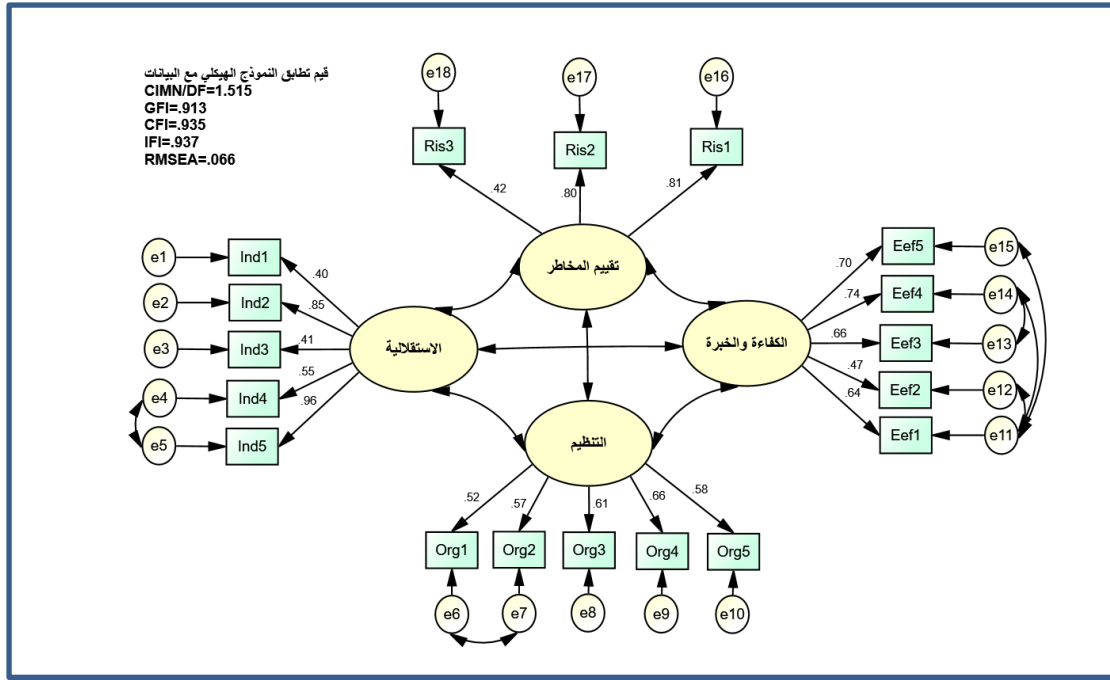 قيم تطابق النموذج الهيكلي مع البيانات
CIMN/DF=1.515
GFI=.913
CFI=.935
IFI=.937
RMSEA=.066
e18
e17
e16
Ris3
Ris2
Ris1
.42
.80
.81
تقييم المخاطر
e1
Ind1
.40
e2
Ind2
.85
e3
Ind3
.41
e4
Ind4
.55
e5
Ind5
.96
الاستقلالية
الكفاءة والخبرة
.70
Eef5
e15
.74
Eef4
e14
.66
Eef3
e13
.47
Eef2
e12
.64
Eef1
e11
التنظيم
.52
.57
.61
.66
.58
Org1
Org2
Org3
Org4
Org5
e6
e7
e8
e9
e10